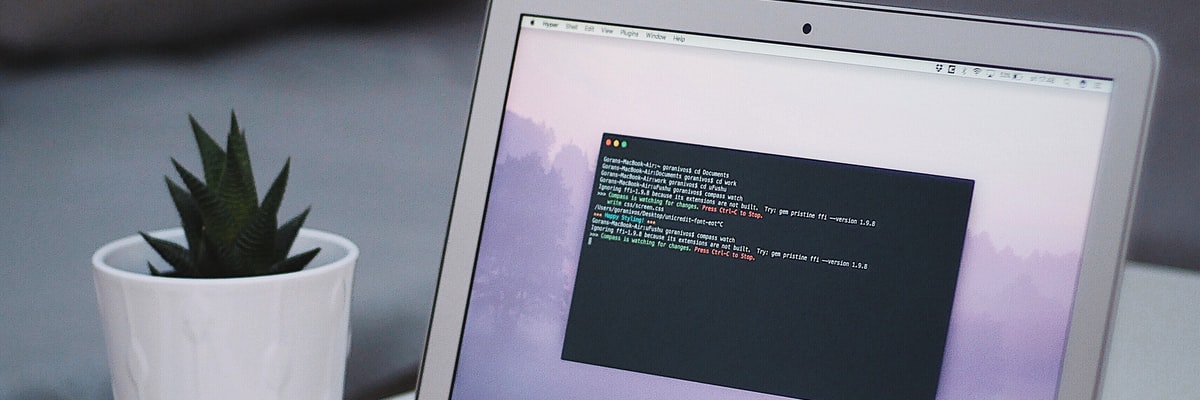 Hyper Shell Edit View Plugins Window Help
Gorans-MacBook-Air:~ goranivos$ cd Documents
Gorans-MacBook-Air:Documents goranivos$ cd work
Gorans-MacBook-Air:work goranivos$ cd uFushu
Gorans-MacBook-Air:uFushu goranivos$ compass watch
Ignoring ffi-1.9.8 because its extensions are not built. Try: gem pristine ffi --version 1.9.8
>>> Compass is watching for changes. Press Ctrl-C to Stop.
write css/screen.css
/Users/goranivos/Desktop/unicredit-font-eot^C
*** Happy Styling! ***
Gorans-MacBook-Air:uFushu goranivos$ compass watch
Ignoring ffi-1.9.8 because its extensions are not built. Try: gem pristine ffi --version 1.9.8
>>> Compass is watching for changes. Press Ctrl-C to Stop.